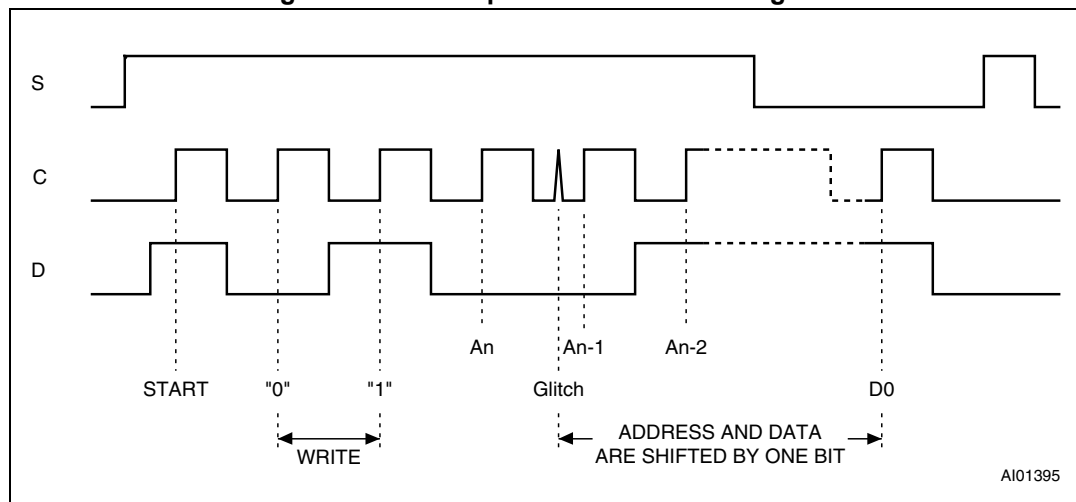 S
C
D
An An-1 An-2
START "0" "1" Glitch D0
WRITE
ADDRESS AND DATA
ARE SHIFTED BY ONE BIT
AI01395